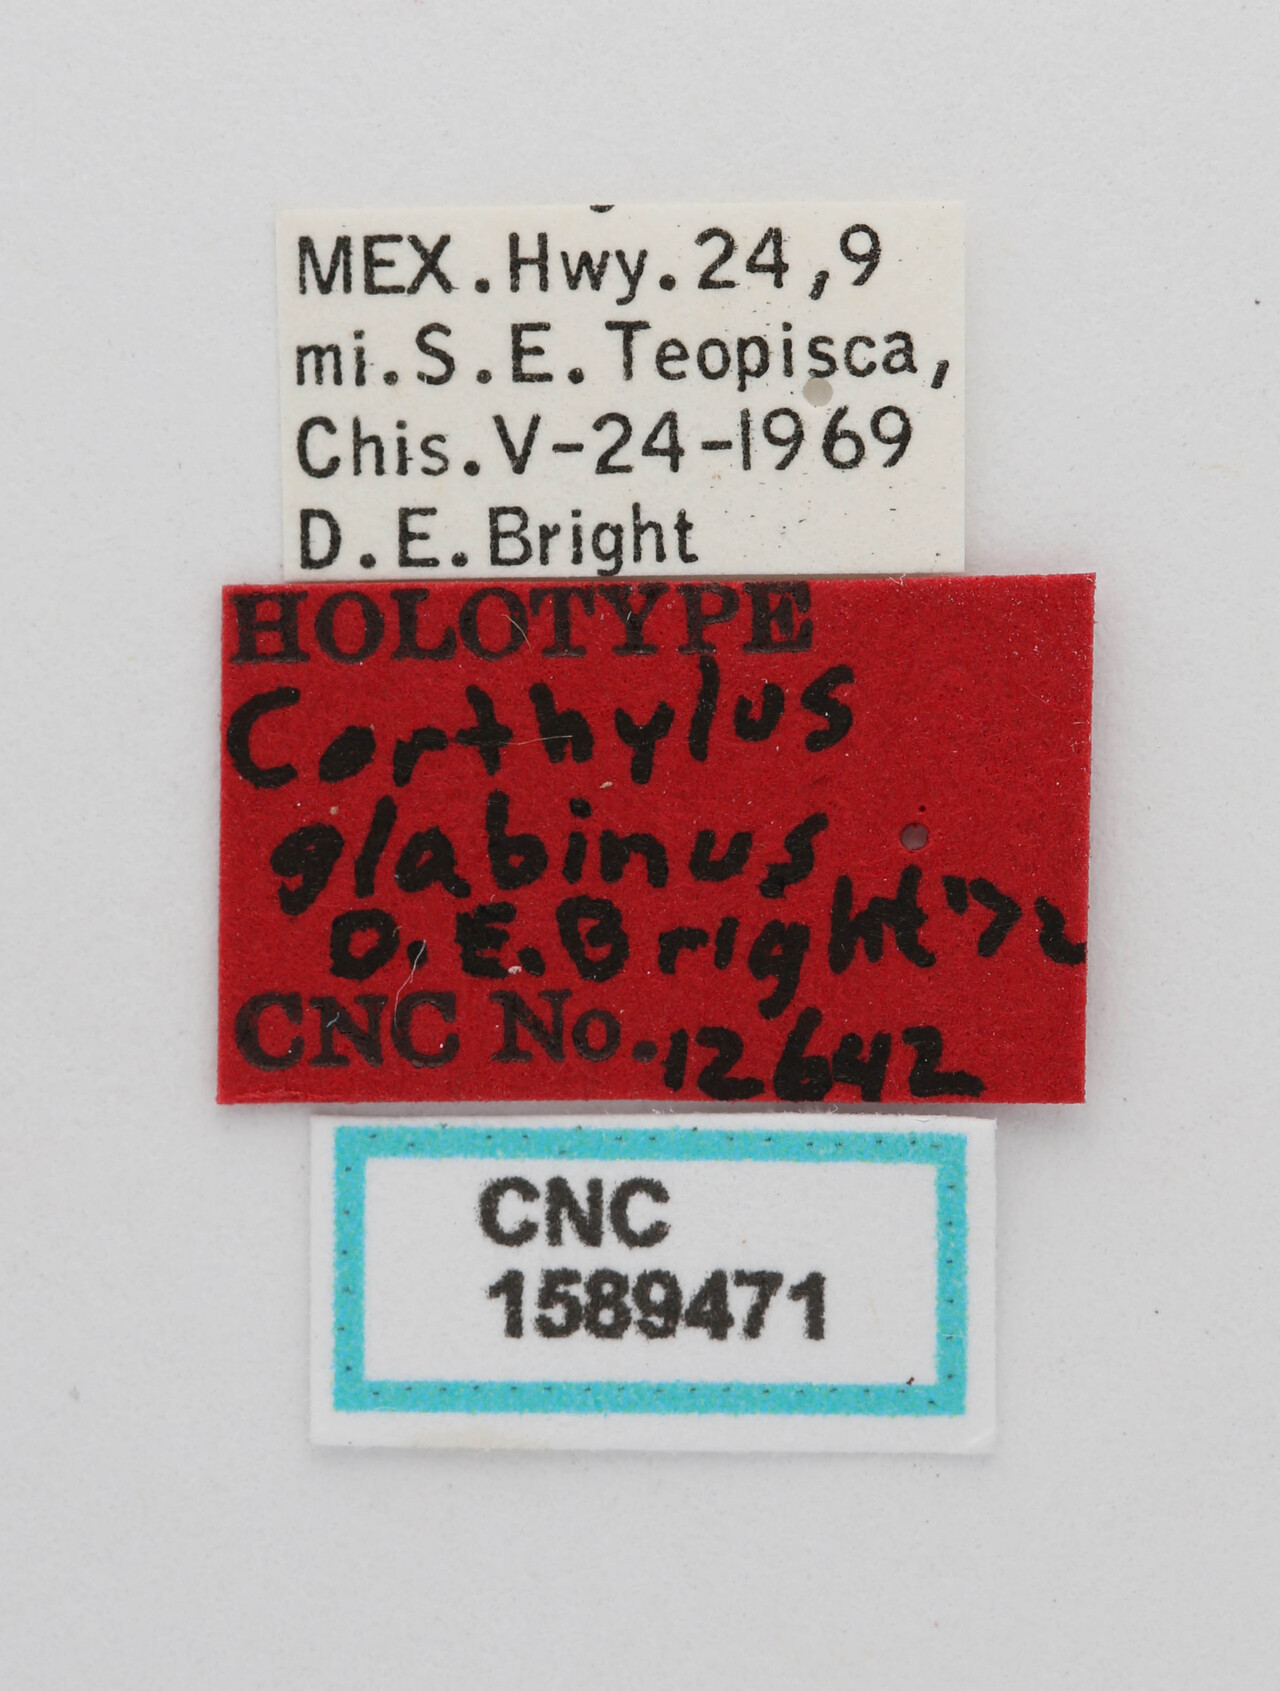 MEX.Hwy.24,9
mi.S.E.Teopisca,
Chis.V-24-1969
D.E.Bright
HOLOTYPE
Corthylus
glabinus
D.E.Bright '72
CNC No. 12642
CNC
1589471